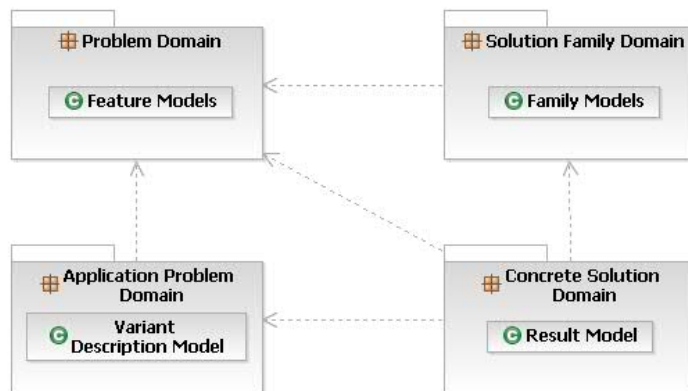 Problem Domain
Feature Models
Solution Family Domain
Family Models
Application Problem
Domain
Variant
Description Model
Concrete Solution
Domain
Result Model